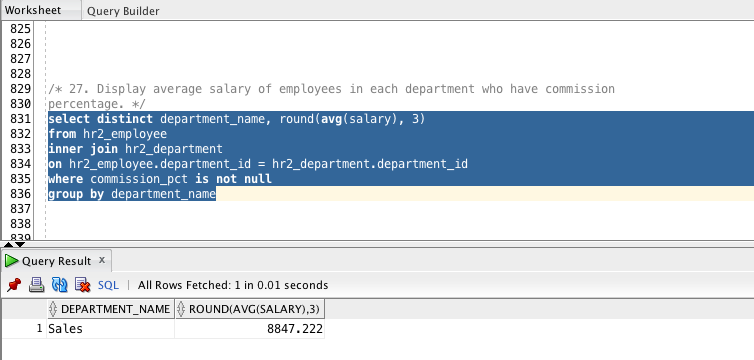 Worksheet Query Builder
825
826
827
828
829 /* 27. Display average salary of employees in each department who have commission
830 percentage. */
831 select distinct department_name, round(avg(salary), 3)
832 from hr2_employee
833 inner join hr2_department
834 on hr2_employee.department_id = hr2_department.department_id
835 where commission_pct is not null
836 group by department_name
837
838
839
Query Result x
SQL | All Rows Fetched: 1 in 0.01 seconds
DEPARTMENT_NAME ROUND(AVG(SALARY),3)
1 Sales 8847.222